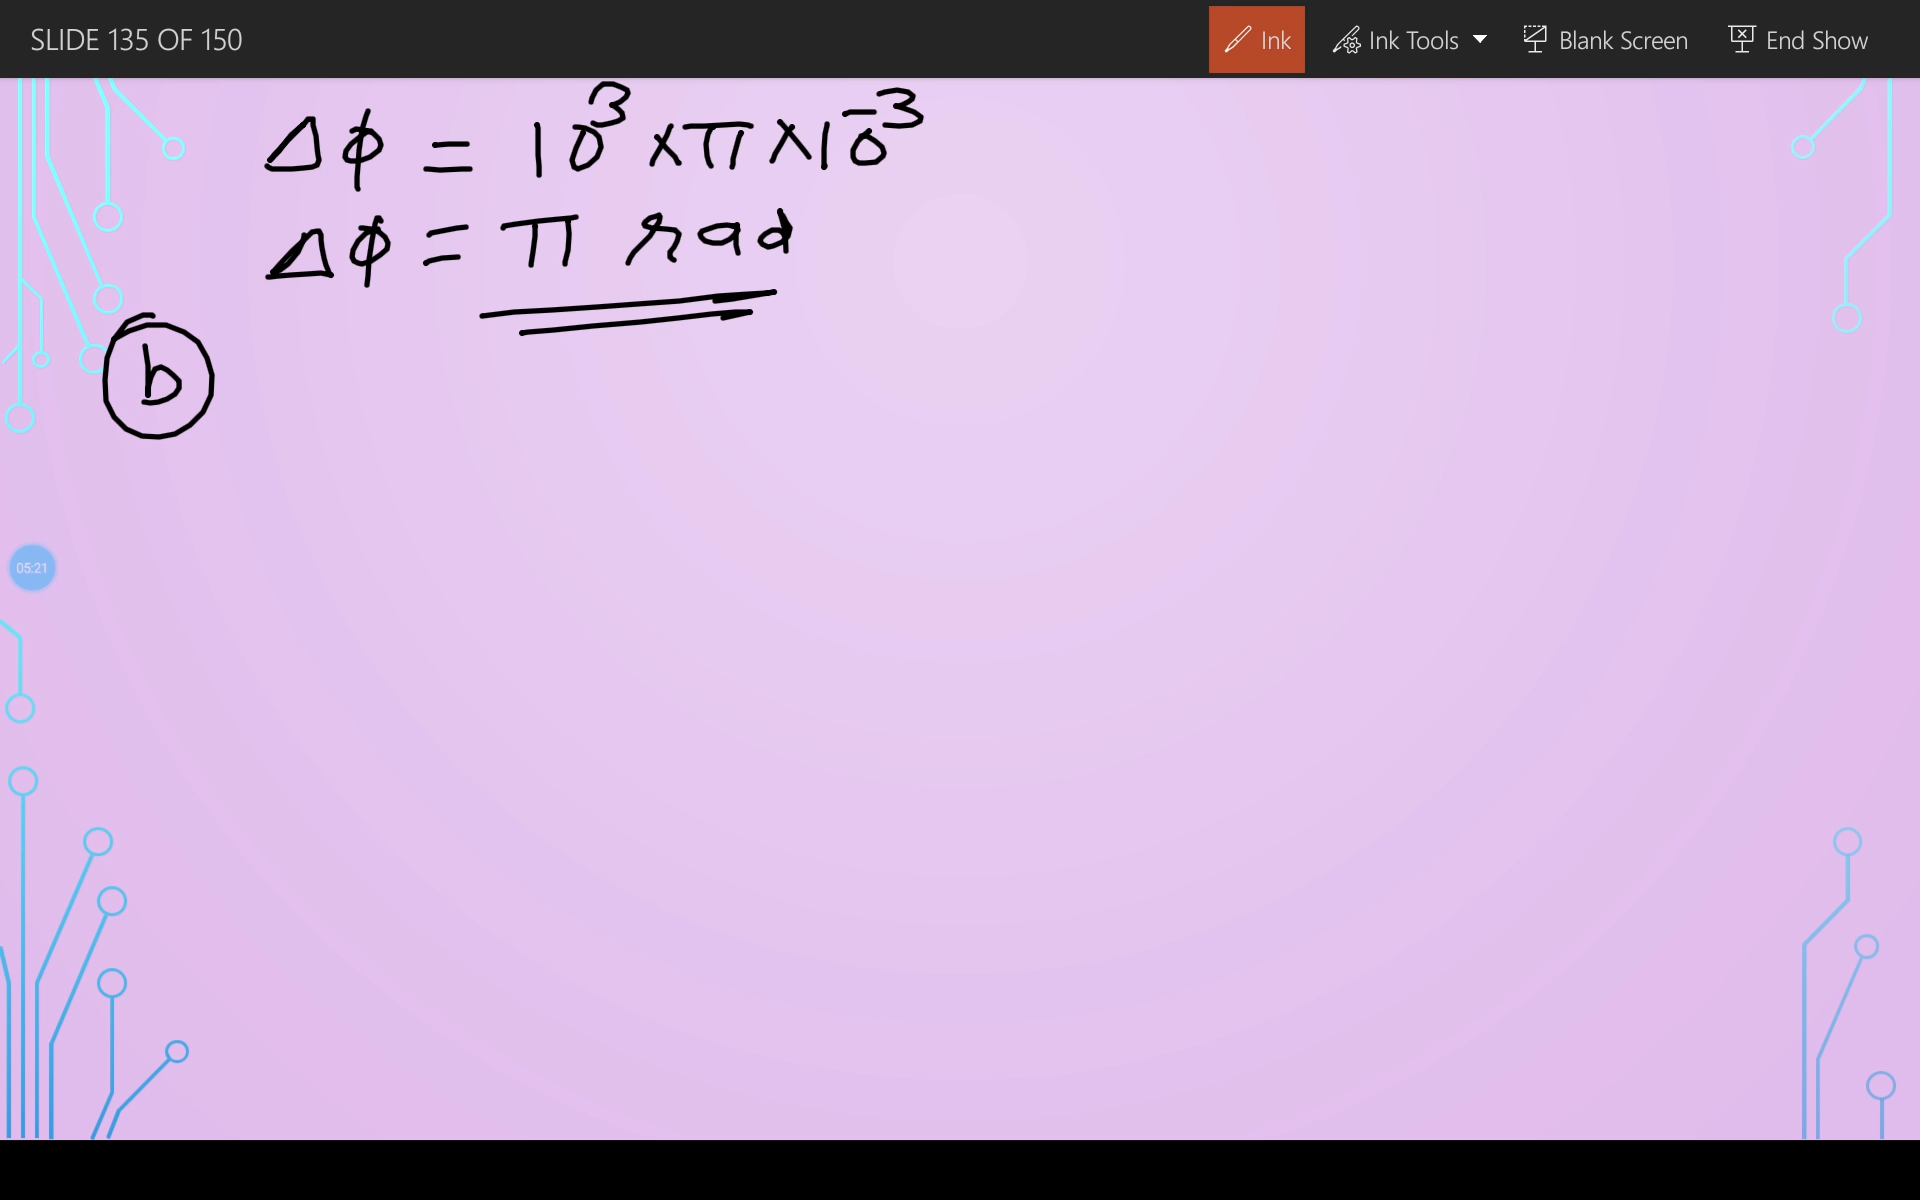 SLIDE 135 OF 150 Ink Ink Tools Blank Screen End Show
Δϕ = 10³ × π × 10⁻³
Δϕ = π rad
b
05:21